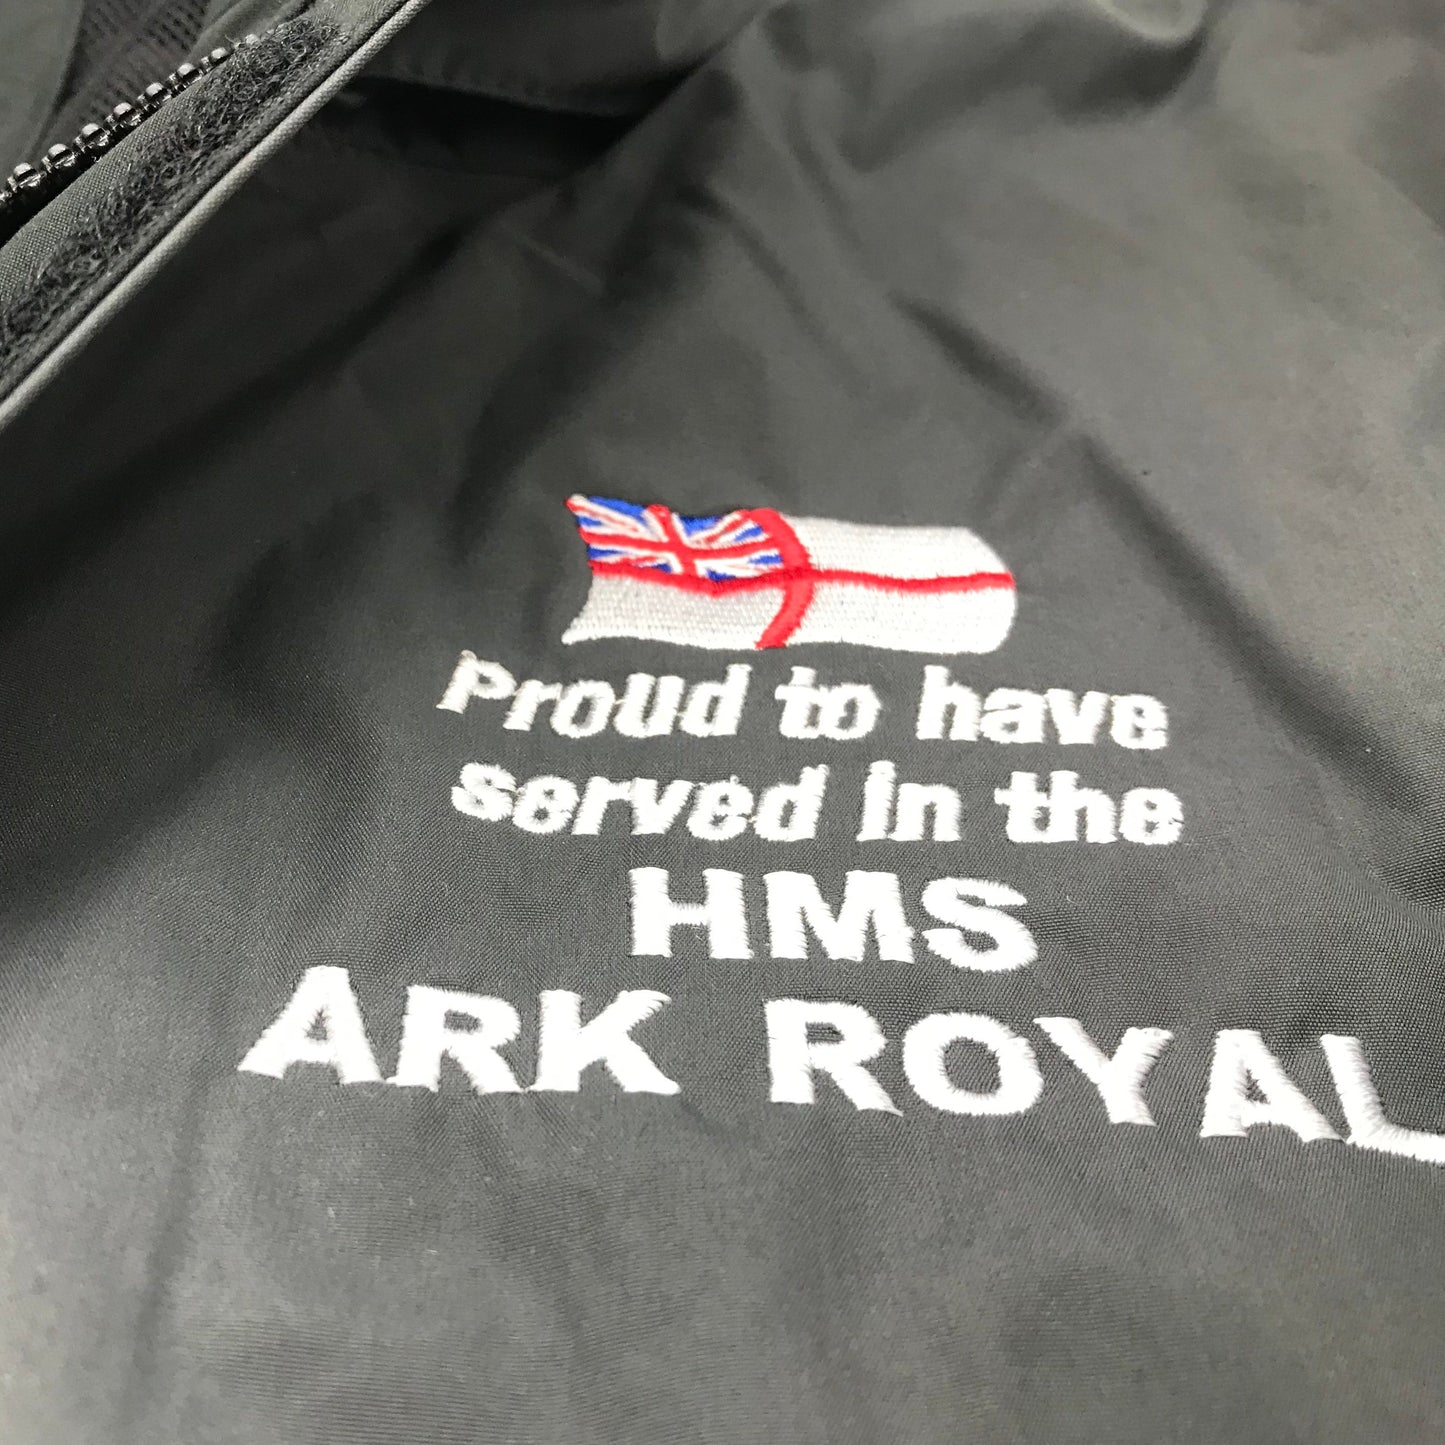 Proud to have
served in the
HMS
ARK ROYAL